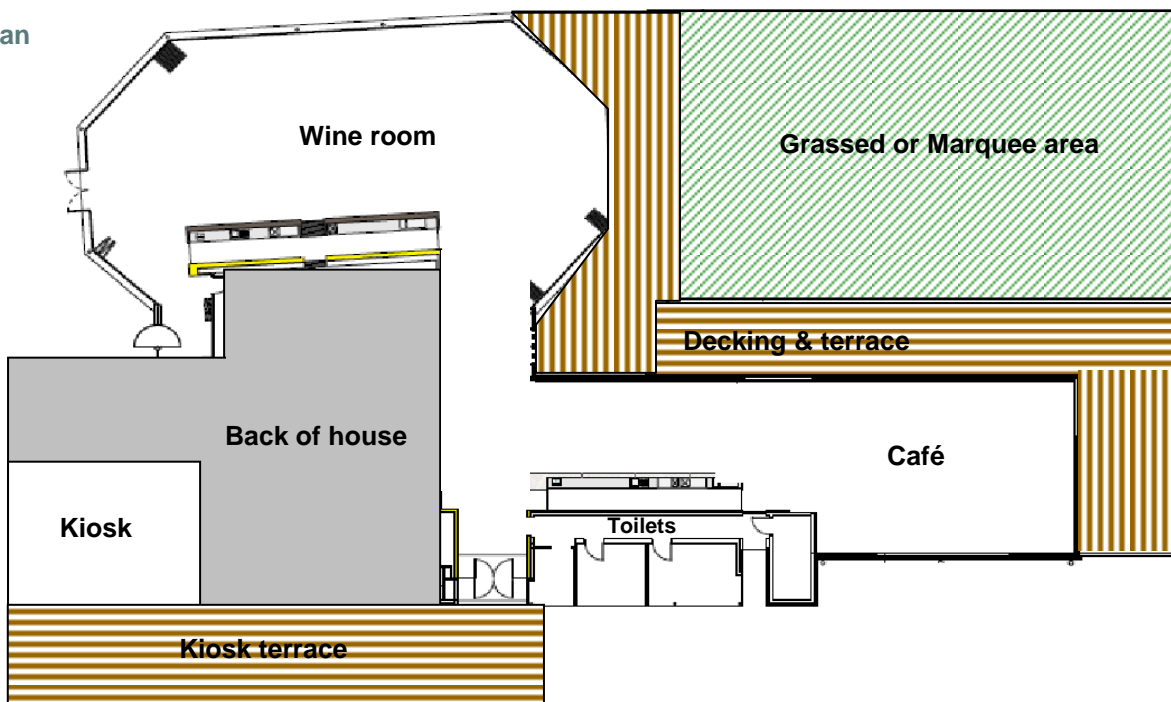 an
Wine room
Grassed or Marquee area
Decking & terrace
Back of house
Café
Kiosk
Toilets
Kiosk terrace